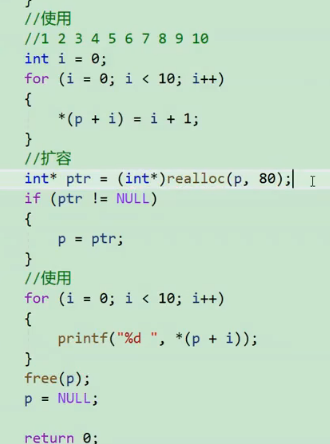 }
//使用
//1 2 3 4 5 6 7 8 9 10
int i = 0;
for (i = 0; i < 10; i++)
{
*(p + i) = i + 1;
}
//扩容
int* ptr = (int*)realloc(p, 80);
if (ptr != NULL)
{
p = ptr;
}
//使用
for (i = 0; i < 10; i++)
{
printf("%d ", *(p + i));
}
free(p);
p = NULL;
return 0;